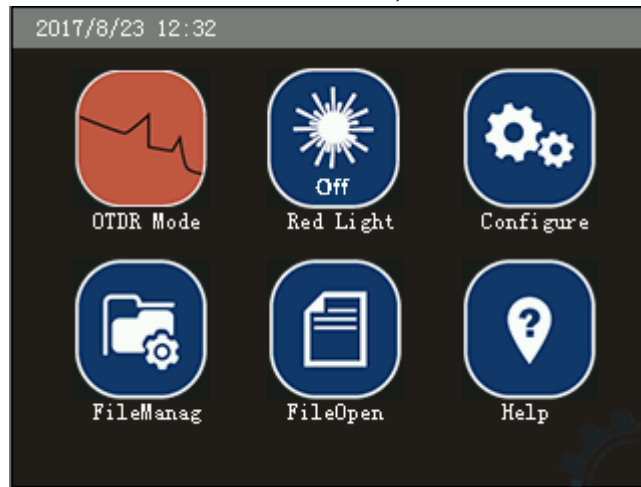 2017/8/23 12:32
Off
OTDR Mode Red Light Configure
?
FileManag FileOpen Help